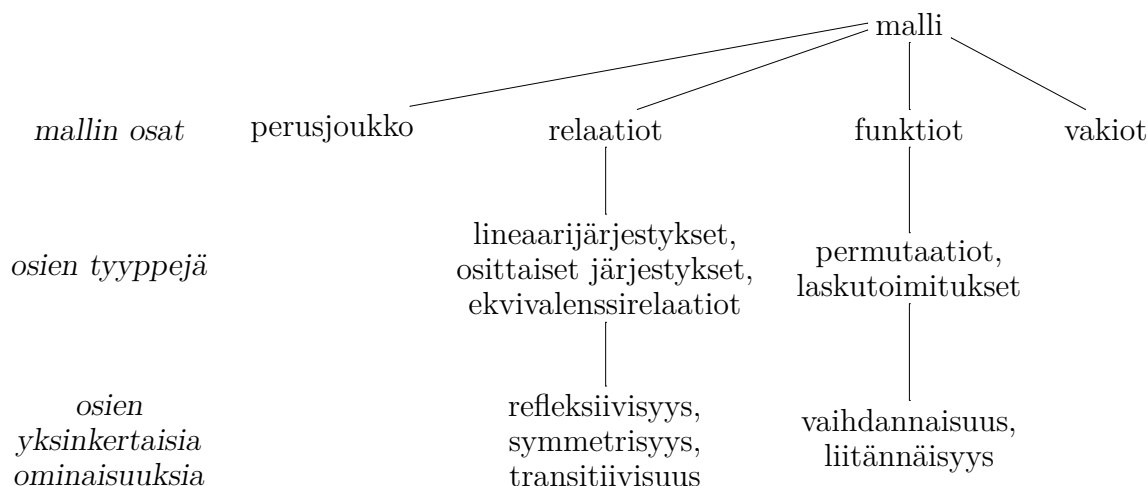 malli
mallin osat perusjoukko relaatiot funktiot vakiot
osien tyyppejä
lineaarijärjestykset,
osittaiset järjestykset,
ekvivalenssirelaatiot
permutaatiot,
laskutoimitukset
osien
yksinkertaisia
ominaisuuksia
refleksiivisyys,
symmetrisyys,
transitiivisuus
vaihdannaisuus,
liitännäisyys